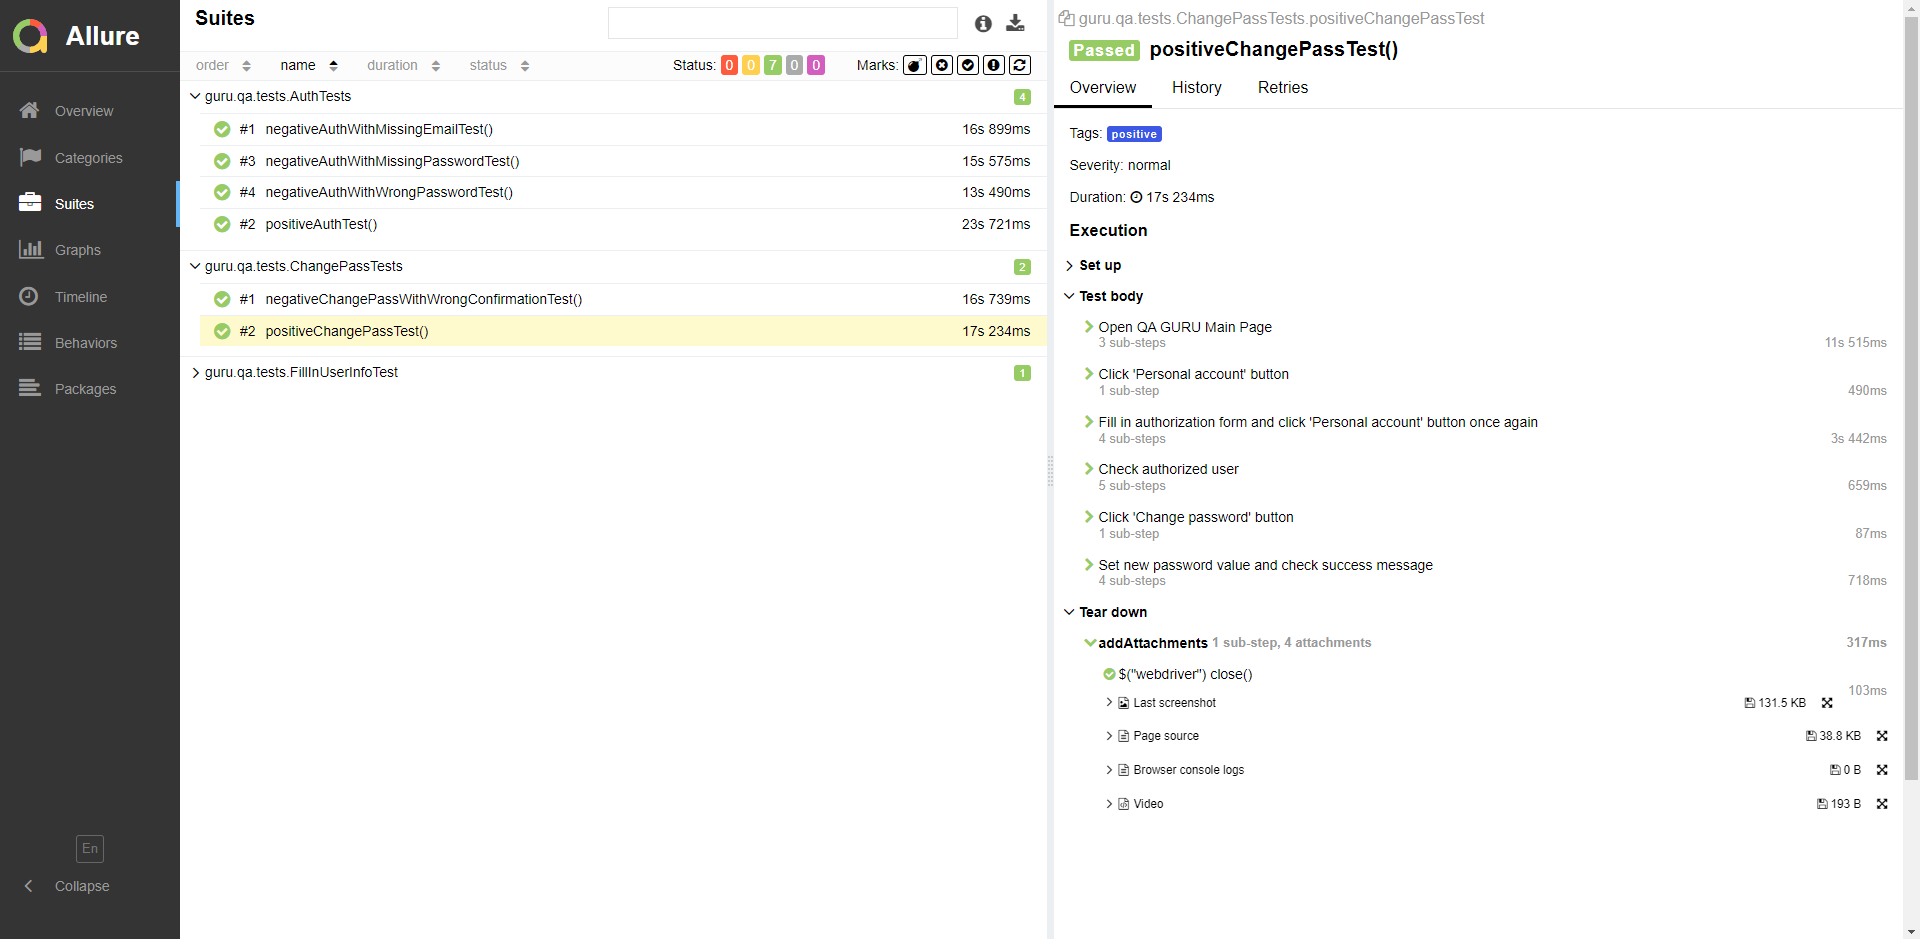 Allure
Overview
Categories
Suites
Graphs
Timeline
Behaviors
Packages
En
Collapse
Suites
order name duration status Status: 0 0 7 0 0 Marks:
guru.qa.tests.AuthTests 4
#1 negativeAuthWithMissingEmailTest() 16s 899ms
#3 negativeAuthWithMissingPasswordTest() 15s 575ms
#4 negativeAuthWithWrongPasswordTest() 13s 490ms
#2 positiveAuthTest() 23s 721ms
guru.qa.tests.ChangePassTests 2
#1 negativeChangePassWithWrongConfirmationTest() 16s 739ms
#2 positiveChangePassTest() 17s 234ms
guru.qa.tests.FillInUserInfoTest 1
guru.qa.tests.ChangePassTests.positiveChangePassTest
Passed positiveChangePassTest()
Overview History Retries
Tags: positive
Severity: normal
Duration: 17s 234ms
Execution
Set up
Test body
Open QA GURU Main Page
3 sub-steps 11s 515ms
Click 'Personal account' button
1 sub-step 490ms
Fill in authorization form and click 'Personal account' button once again
4 sub-steps 3s 442ms
Check authorized user
5 sub-steps 659ms
Click 'Change password' button
1 sub-step 87ms
Set new password value and check success message
4 sub-steps 718ms
Tear down
addAttachments 1 sub-step, 4 attachments 317ms
$("webdriver") close()
103ms
Last screenshot 131.5 KB
Page source 38.8 KB
Browser console logs 0 B
Video 193 B